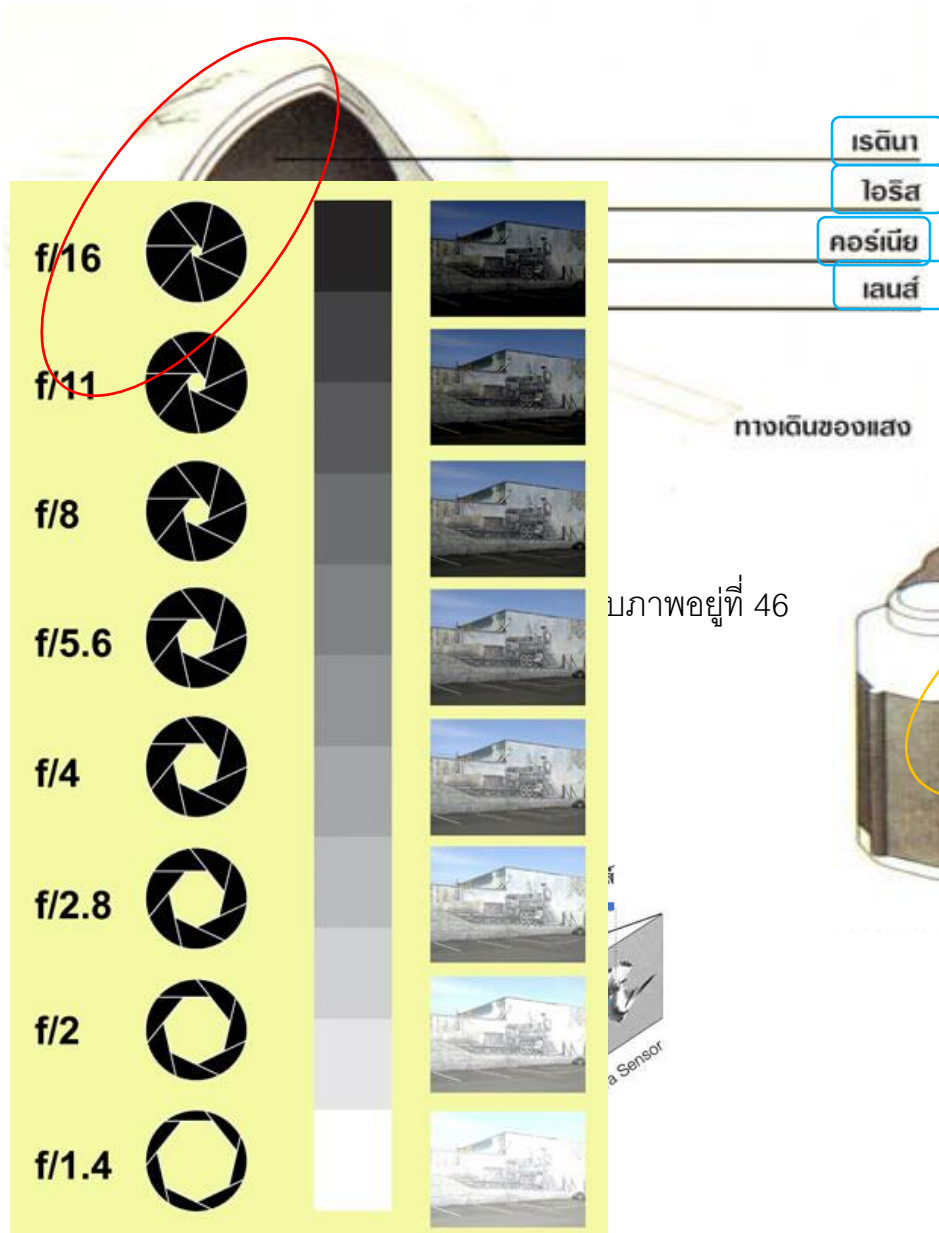 เรตินา
ไอริส
คอร์เนีย
เลนส์
ทางเดินของแสง
f/16
f/11
f/8
f/5.6
f/4
f/2.8
f/2
f/1.4
ภาพอยู่ที่ 46
Sensor